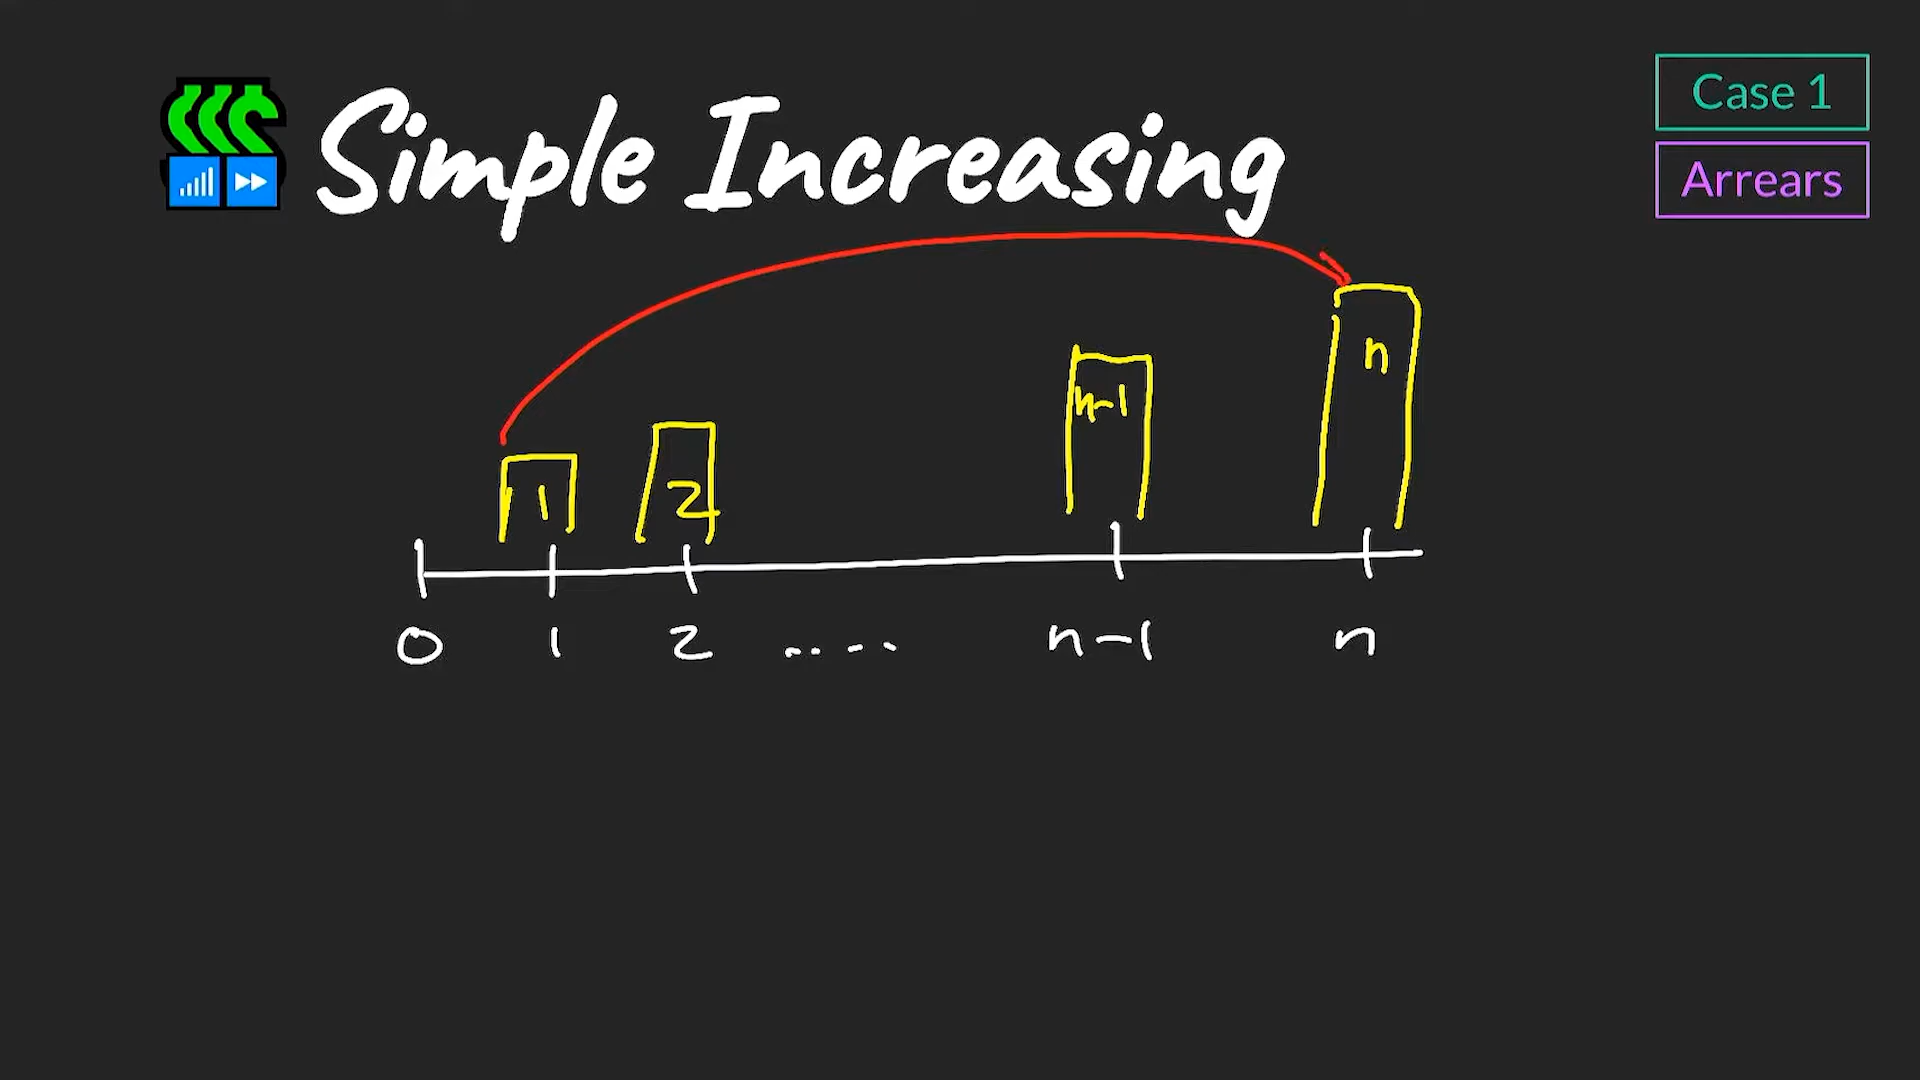 Simple Increasing
Case 1
Arrears
n
n-1
1 2
0 1 2 ..... n-1 n